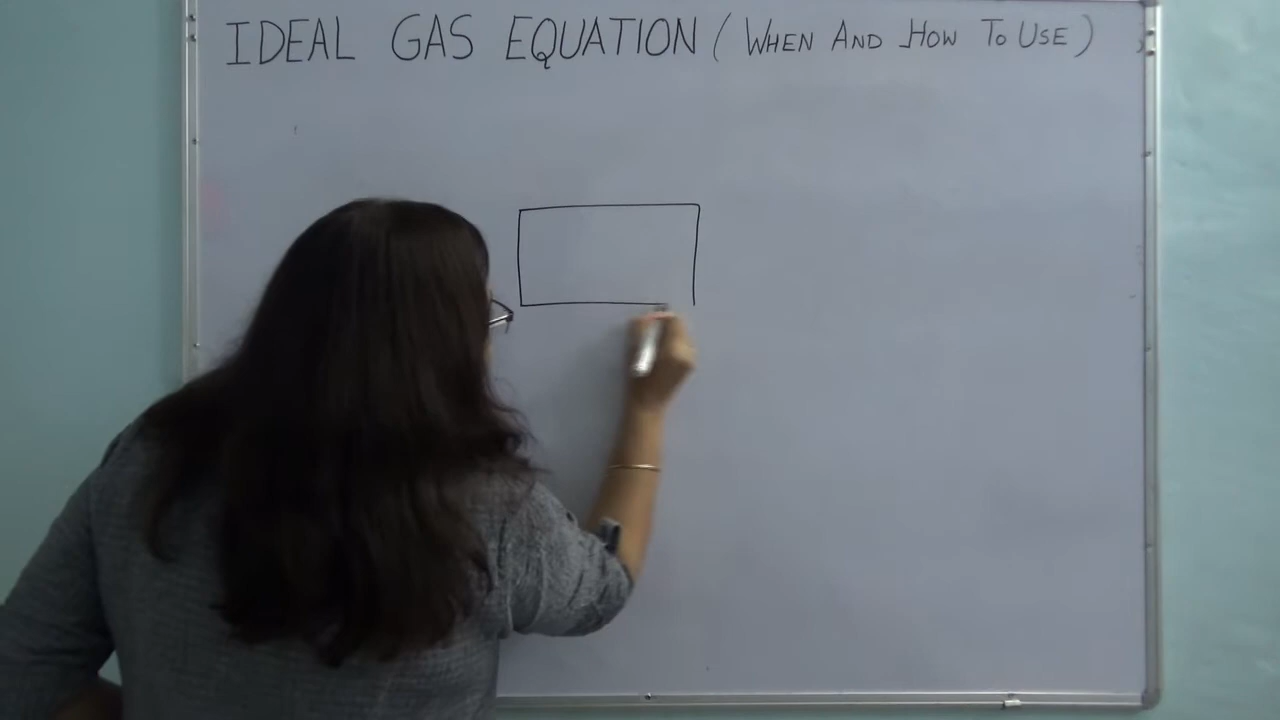 IDEAL GAS EQUATION (WHEN AND HOW TO USE)